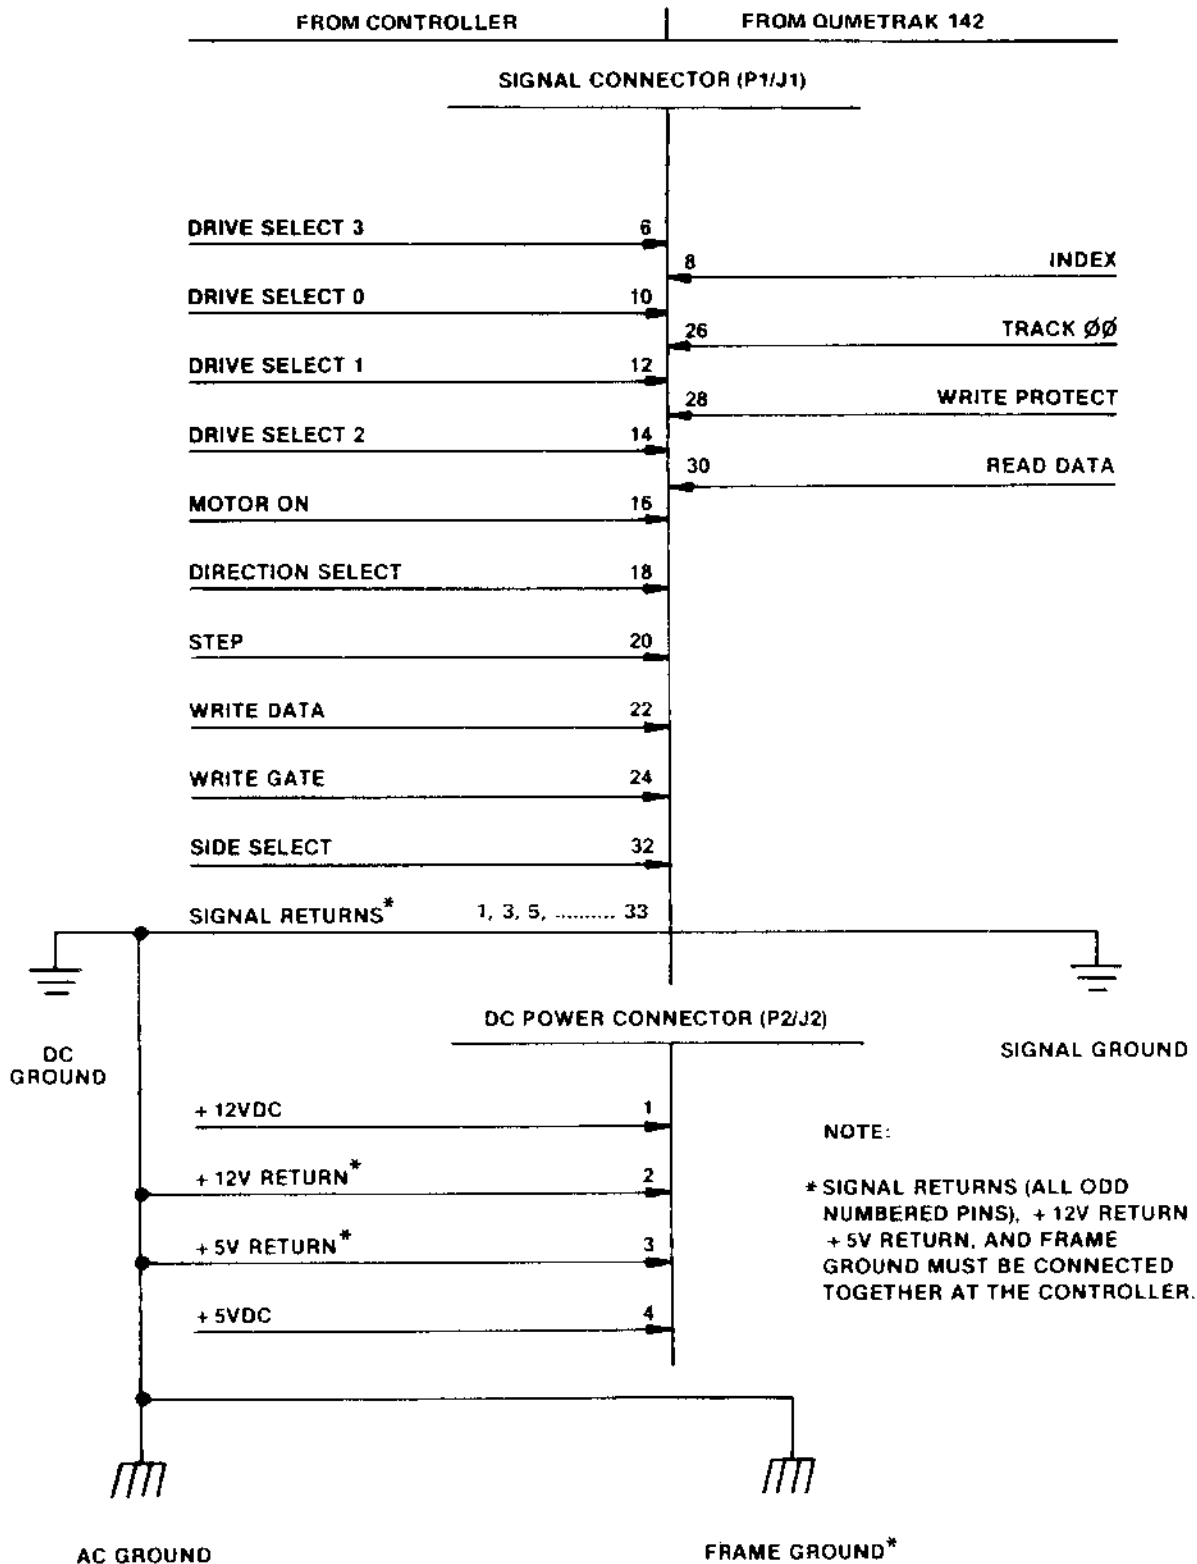 FROM CONTROLLER
FROM QUMETRAK 142
SIGNAL CONNECTOR (P1/J1)
DRIVE SELECT 3 6
8 INDEX
DRIVE SELECT 0 10
26 TRACK ØØ
DRIVE SELECT 1 12
28 WRITE PROTECT
DRIVE SELECT 2 14
30 READ DATA
MOTOR ON 16
DIRECTION SELECT 18
STEP 20
WRITE DATA 22
WRITE GATE 24
SIDE SELECT 32
SIGNAL RETURNS* 1, 3, 5, .......... 33
DC
GROUND
SIGNAL GROUND
DC POWER CONNECTOR (P2/J2)
+ 12VDC 1
+ 12V RETURN* 2
+ 5V RETURN* 3
+ 5VDC 4
NOTE:
* SIGNAL RETURNS (ALL ODD
NUMBERED PINS), + 12V RETURN
+ 5V RETURN, AND FRAME
GROUND MUST BE CONNECTED
TOGETHER AT THE CONTROLLER.
AC GROUND
FRAME GROUND*